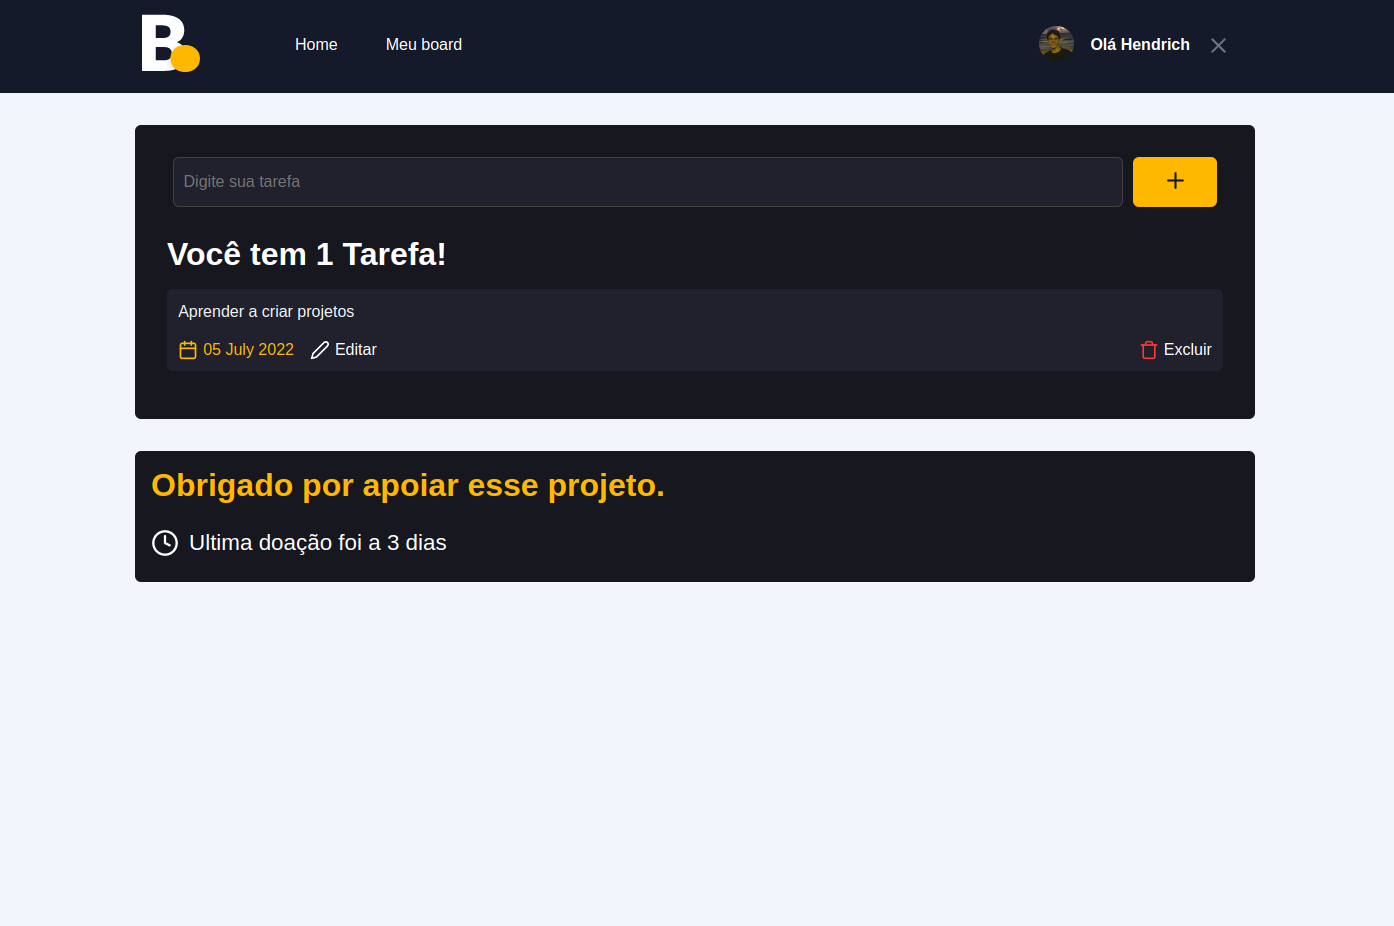 B
Home Meu board Olá Hendrich
Digite sua tarefa
Você tem 1 Tarefa!
Aprender a criar projetos
05 July 2022 Editar Excluir
Obrigado por apoiar esse projeto.
Ultima doação foi a 3 dias